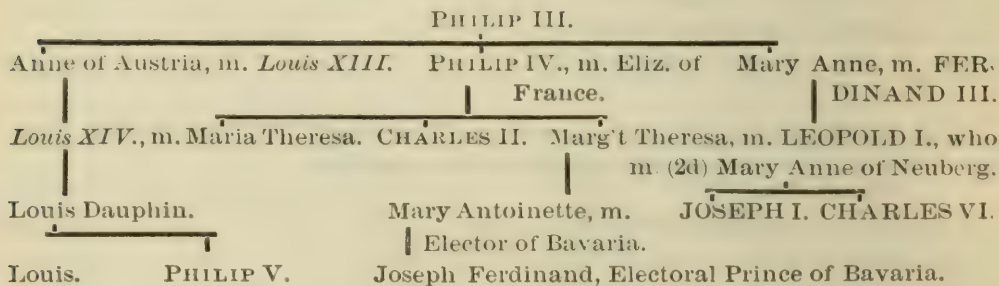 PHILIP III.
Anne of Austria, m. Louis XIII. PHILIP IV., m. Eliz. of Mary Anne, m. FER-
France. DINAND III.
Louis XIV., m. Maria Theresa. CHARLES II. Marg't Theresa, m. LEOPOLD I., who
m. (2d) Mary Anne of Neuberg.
Louis Dauphin. Mary Antoinette, m. JOSEPH I. CHARLES VI.
Elector of Bavaria.
Louis. PHILIP V. Joseph Ferdinand, Electoral Prince of Bavaria.